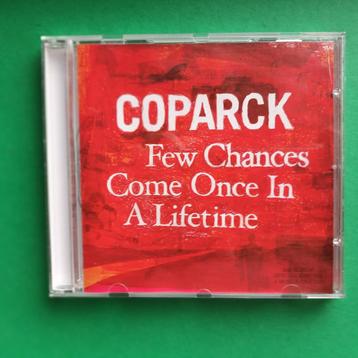 COPARCK
Few Chances
Come Once In
A Lifetime